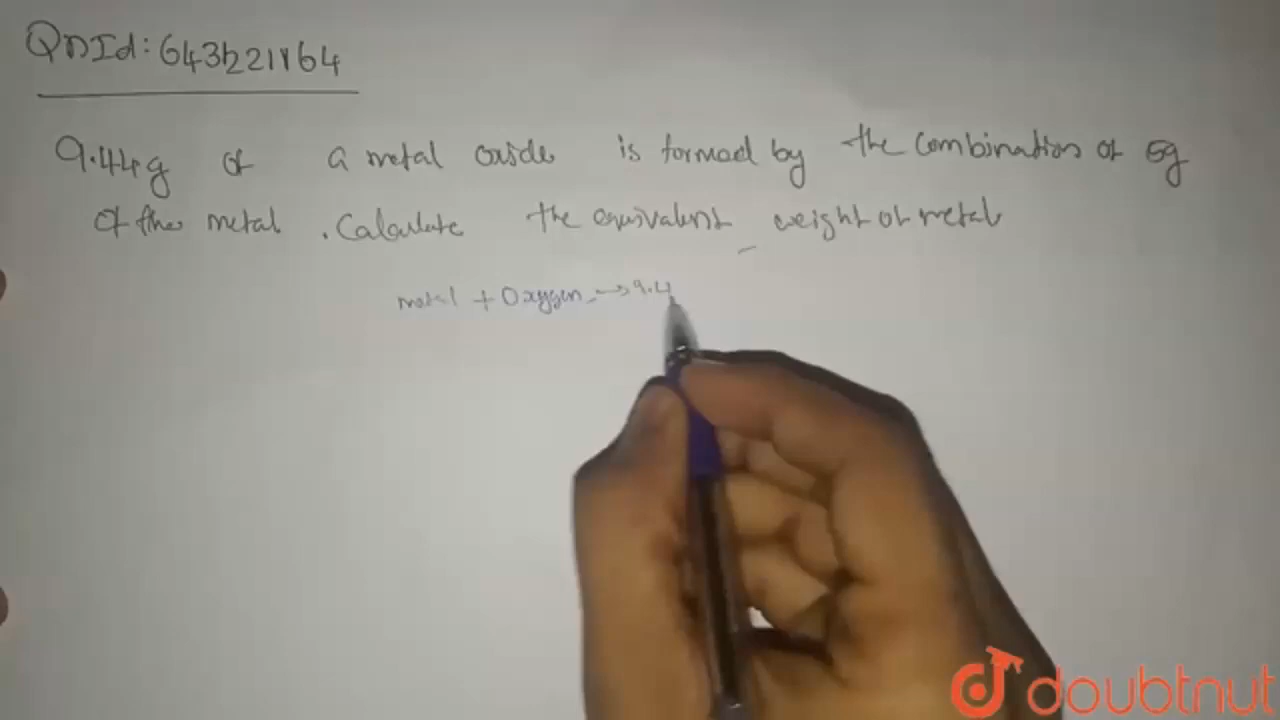 QnId: 643221164
9.44g of a metal oxide is formed by the combination of 5g
of the metal. Calculate the equivalent weight of metal
metal + Oxygen → 9.4
doubtnut